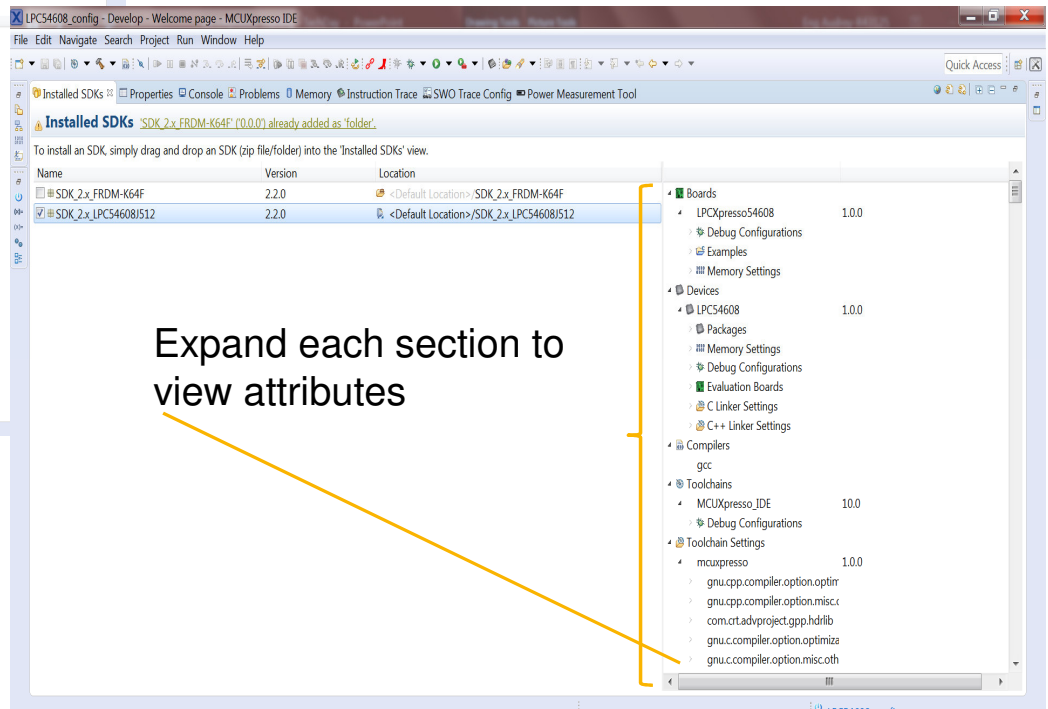 LPC54608_config - Develop - Welcome page - MCUXpresso IDE
File Edit Navigate Search Project Run Window Help
Quick Access
Installed SDKs Properties Console Problems Memory Instruction Trace SWO Trace Config Power Measurement Tool
Installed SDKs 'SDK_2.x_FRDM-K64F' ('0.0.0') already added as 'folder'.
To install an SDK, simply drag and drop an SDK (zip file/folder) into the 'Installed SDKs' view.
Name Version Location
SDK_2.x_FRDM-K64F 2.2.0 <Default Location>/SDK_2.x_FRDM-K64F
SDK_2.x_LPC54608J512 2.2.0 <Default Location>/SDK_2.x_LPC54608J512
Boards
LPCXpresso54608 1.0.0
Debug Configurations
Examples
Memory Settings
Devices
LPC54608 1.0.0
Packages
Memory Settings
Debug Configurations
Evaluation Boards
C Linker Settings
C++ Linker Settings
Compilers
gcc
Toolchains
MCUXpresso_IDE 10.0
Debug Configurations
Toolchain Settings
mcuxpresso 1.0.0
gnu.cpp.compiler.option.optim
gnu.cpp.compiler.option.misc.c
com.crt.advproject.gpp.hdrlib
gnu.c.compiler.option.optimiza
gnu.c.compiler.option.misc.oth
Expand each section to
view attributes